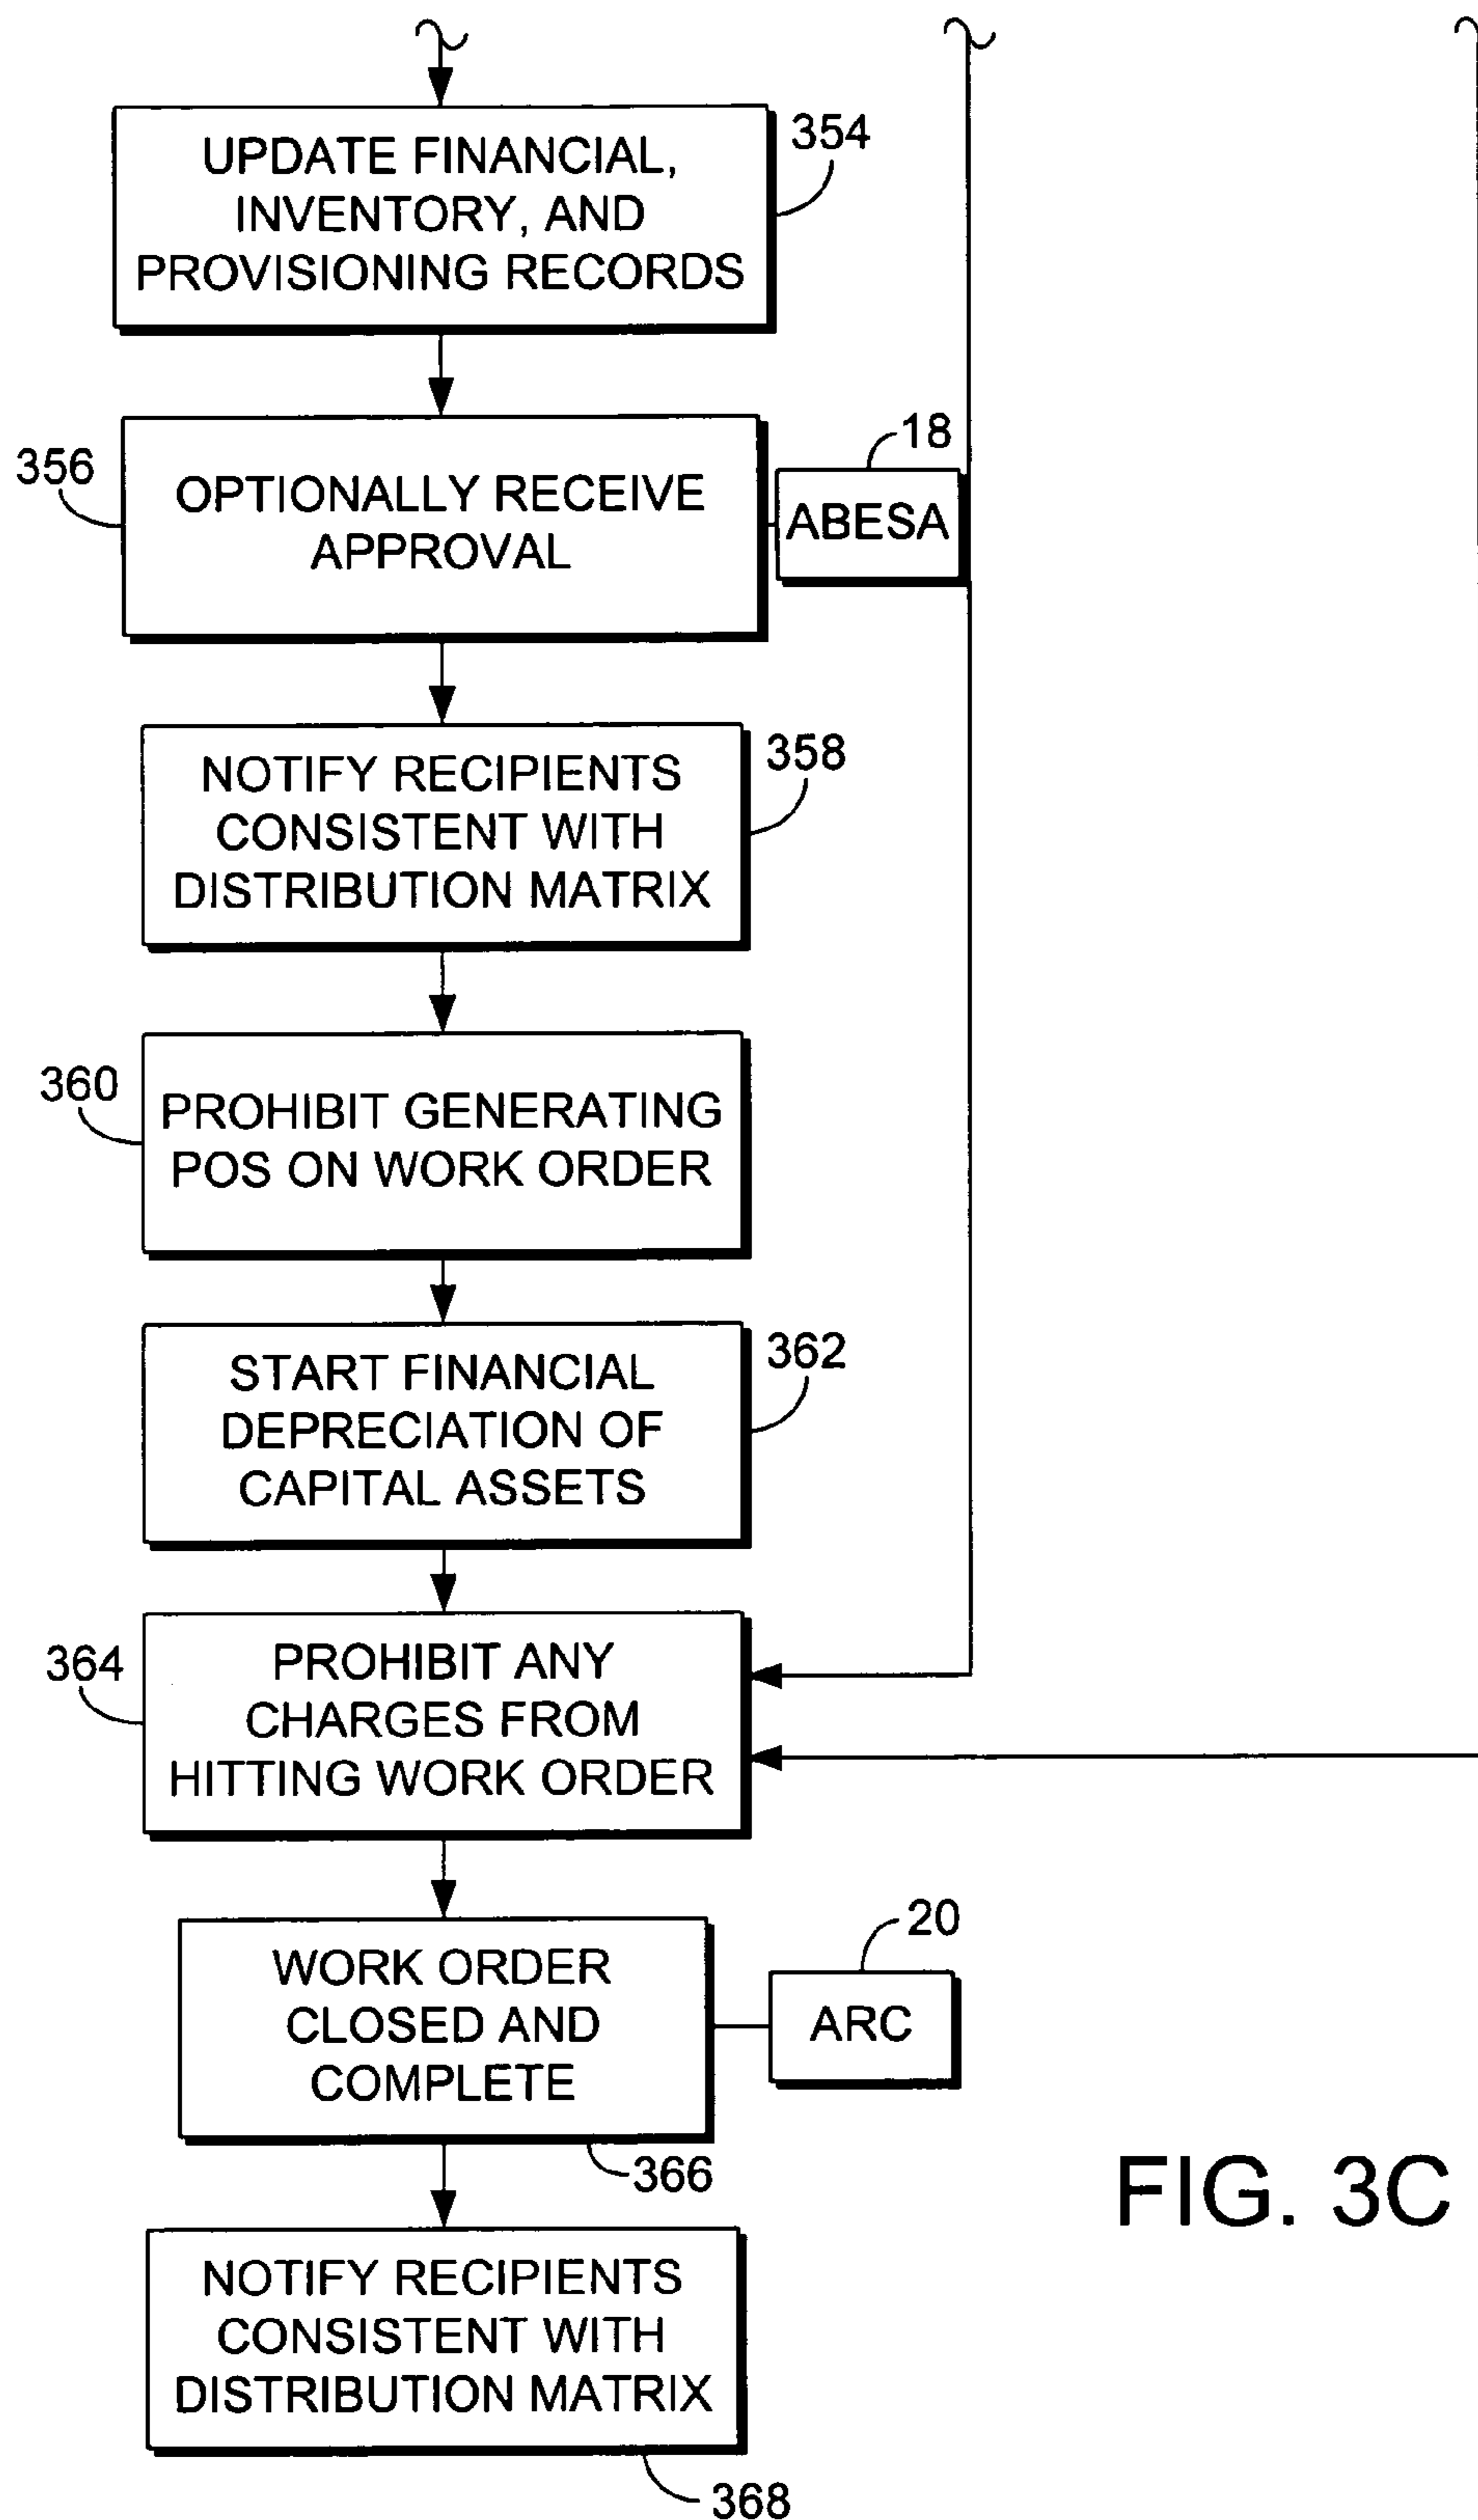 UPDATE FINANCIAL,
INVENTORY, AND
PROVISIONING RECORDS
354
356
OPTIONALLY RECEIVE
APPROVAL
18
ABESA
NOTIFY RECIPIENTS
CONSISTENT WITH
DISTRIBUTION MATRIX
358
360
PROHIBIT GENERATING
POS ON WORK ORDER
START FINANCIAL
DEPRECIATION OF
CAPITAL ASSETS
362
364
PROHIBIT ANY
CHARGES FROM
HITTING WORK ORDER
WORK ORDER
CLOSED AND
COMPLETE
20
ARC
366
NOTIFY RECIPIENTS
CONSISTENT WITH
DISTRIBUTION MATRIX
368
FIG. 3C